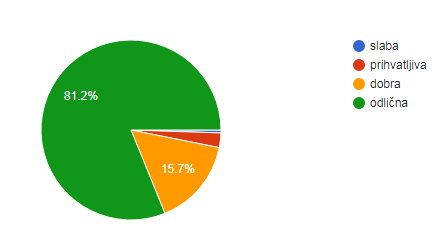 slaba
prihvatljiva
dobra
odlična
81.2%
15.7%